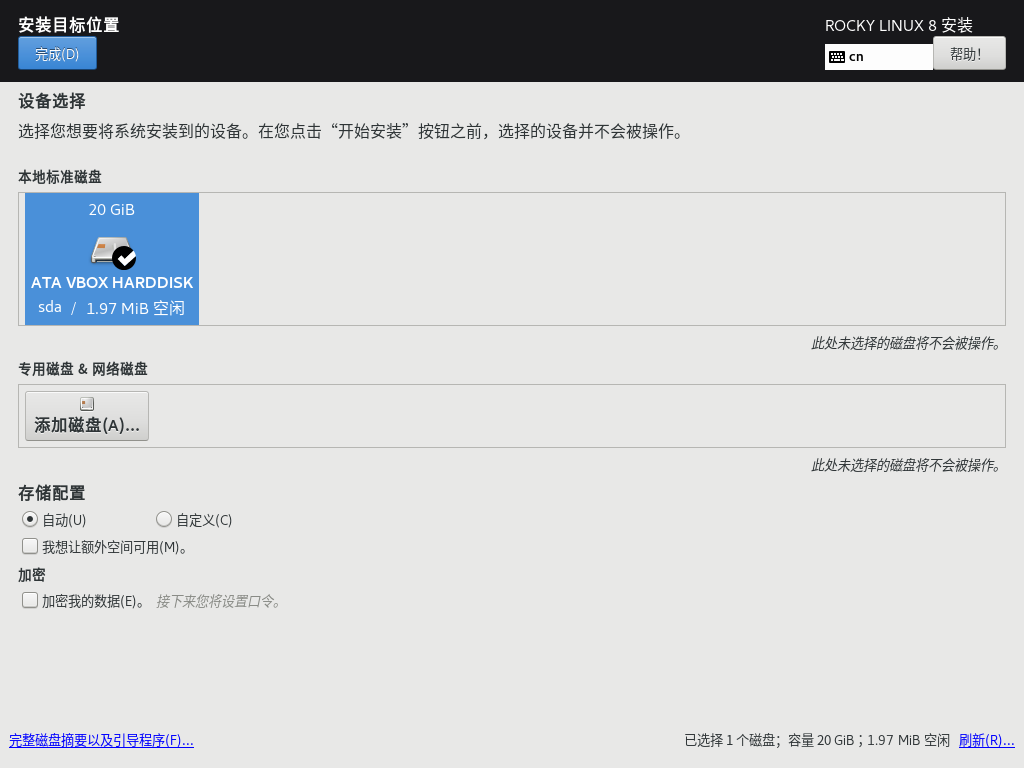 安装目标位置
ROCKY LINUX 8 安装
完成(D)
cn
帮助!
设备选择
选择您想要将系统安装到的设备。在您点击“开始安装”按钮之前，选择的设备并不会被操作。
本地标准磁盘
20 GiB
ATA VBOX HARDDISK
sda / 1.97 MiB 空闲
此处未选择的磁盘将不会被操作。
专用磁盘 & 网络磁盘
添加磁盘(A)...
此处未选择的磁盘将不会被操作。
存储配置
自动(U) 自定义(C)
我想让额外空间可用(M)。
加密
加密我的数据(E)。 接下来您将设置口令。
完整磁盘摘要以及引导程序(F)...
已选择 1 个磁盘；容量 20 GiB；1.97 MiB 空闲 刷新(R)...